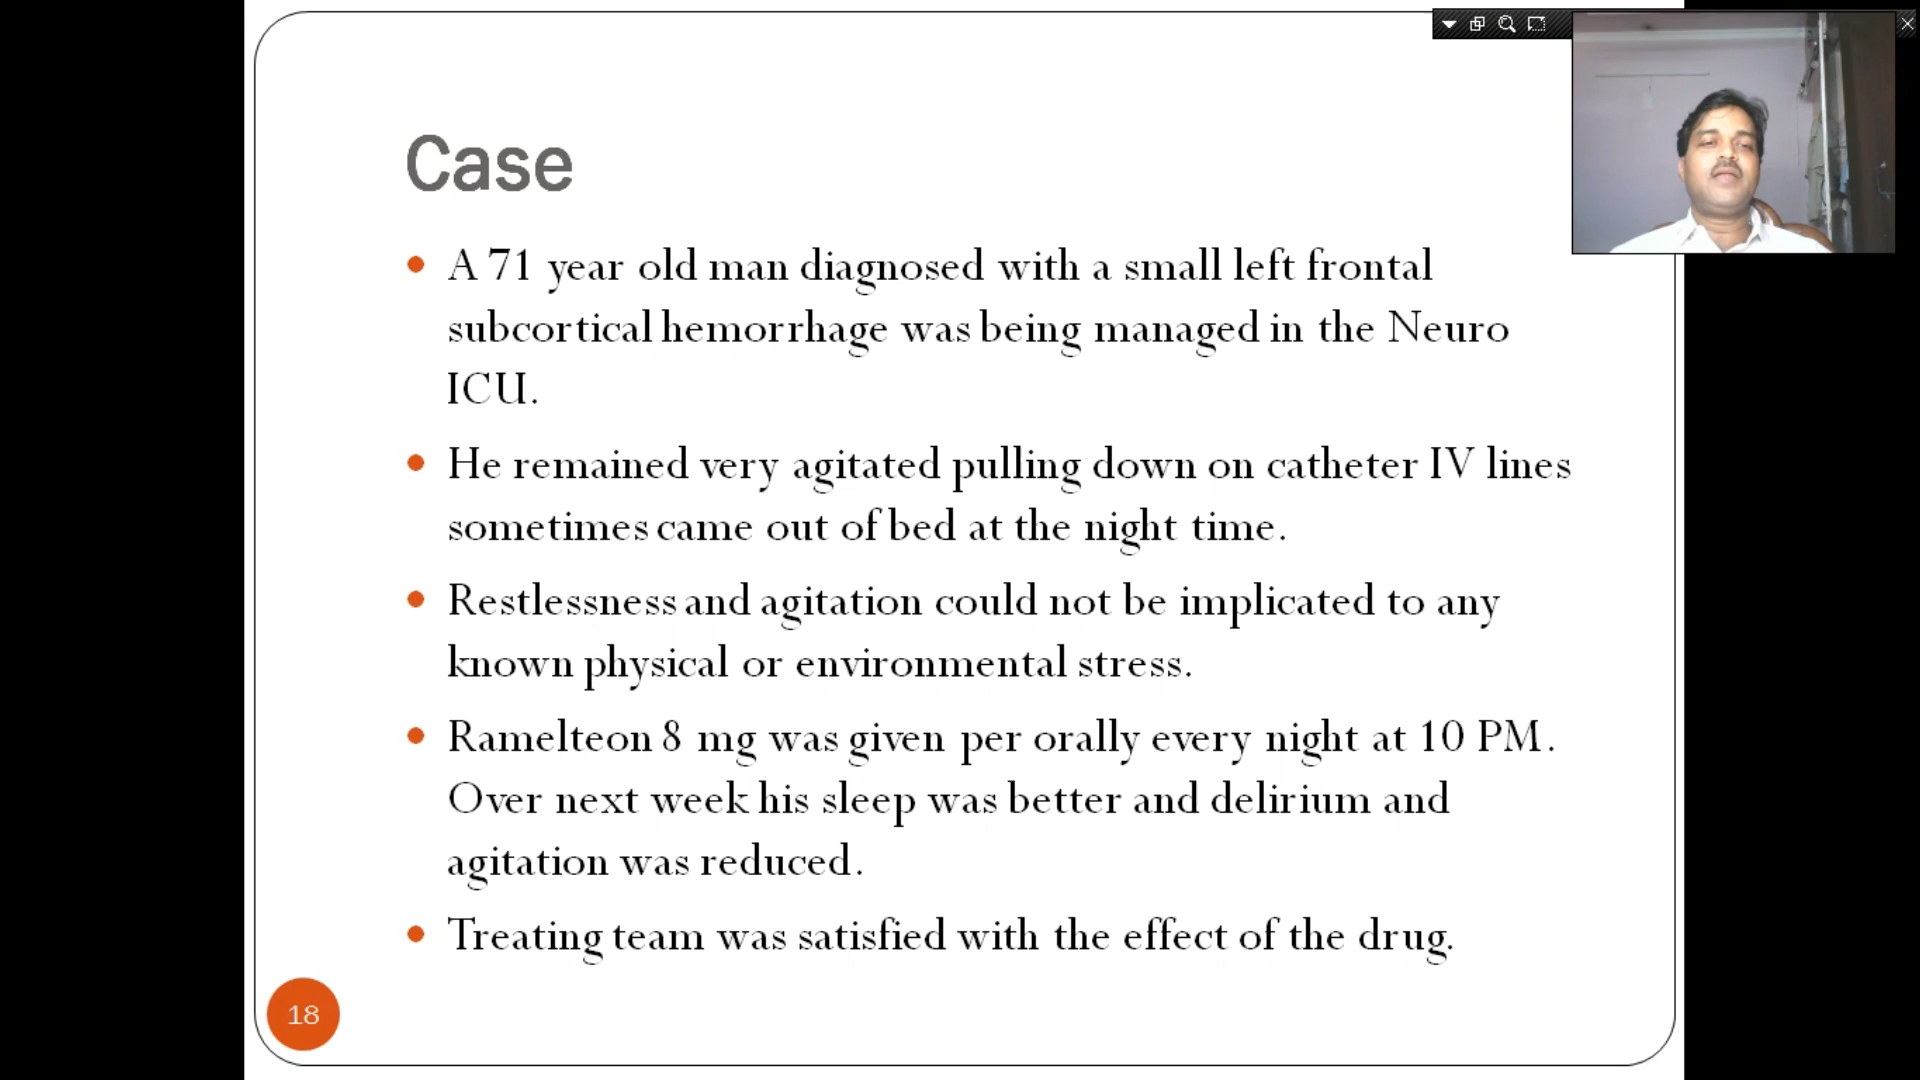 Case
A 71 year old man diagnosed with a small left frontal
subcortical hemorrhage was being managed in the Neuro
ICU.
He remained very agitated pulling down on catheter IV lines
sometimes came out of bed at the night time.
Restlessness and agitation could not be implicated to any
known physical or environmental stress.
Ramelteon 8 mg was given per orally every night at 10 PM.
Over next week his sleep was better and delirium and
agitation was reduced.
Treating team was satisfied with the effect of the drug.
18